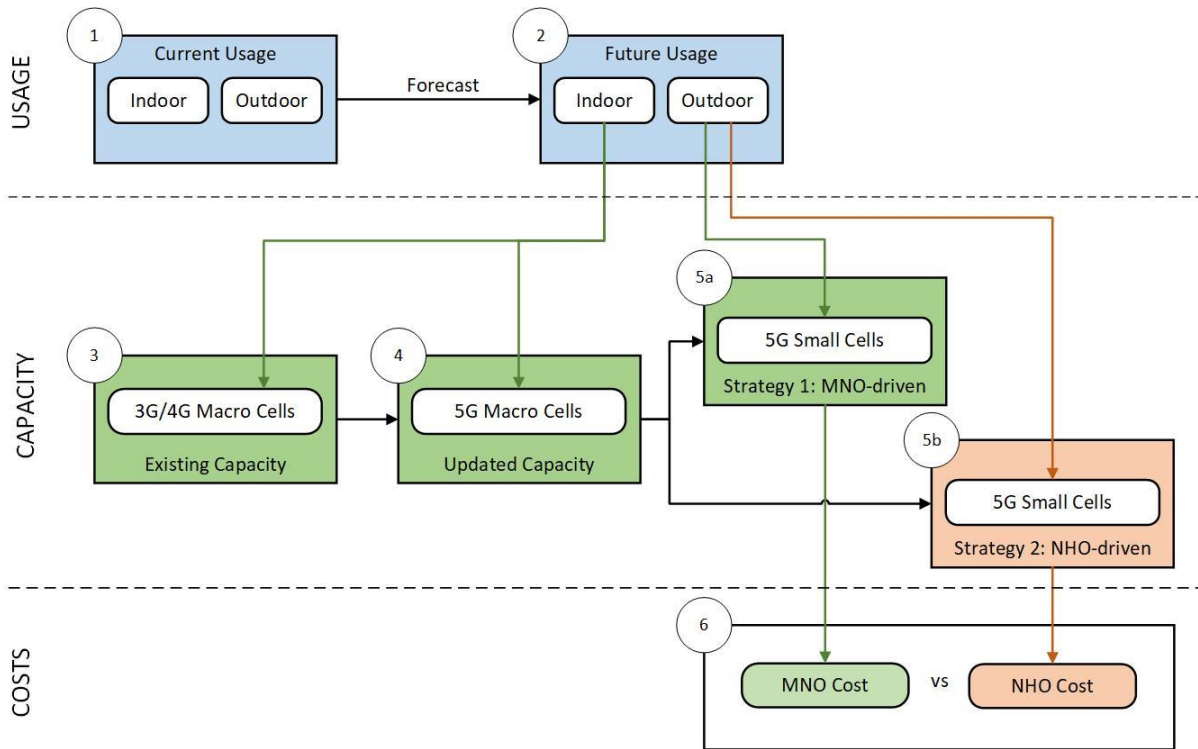 USAGE
1
Current Usage
Indoor
Outdoor
Forecast
2
Future Usage
Indoor
Outdoor
CAPACITY
3
3G/4G Macro Cells
Existing Capacity
4
5G Macro Cells
Updated Capacity
5a
5G Small Cells
Strategy 1: MNO-driven
5b
5G Small Cells
Strategy 2: NHO-driven
COSTS
6
MNO Cost
vs
NHO Cost